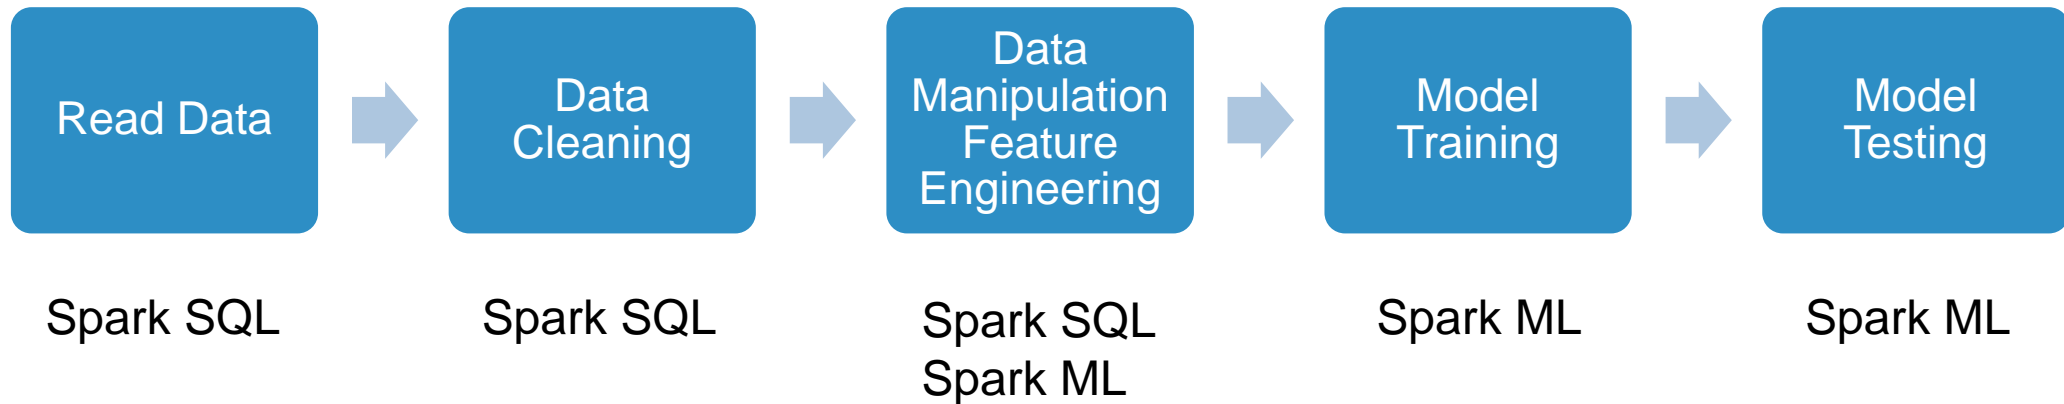 Read Data
Data
Cleaning
Data
Manipulation
Feature
Engineering
Model
Training
Model
Testing
Spark SQL
Spark SQL
Spark SQL
Spark ML
Spark ML
Spark ML